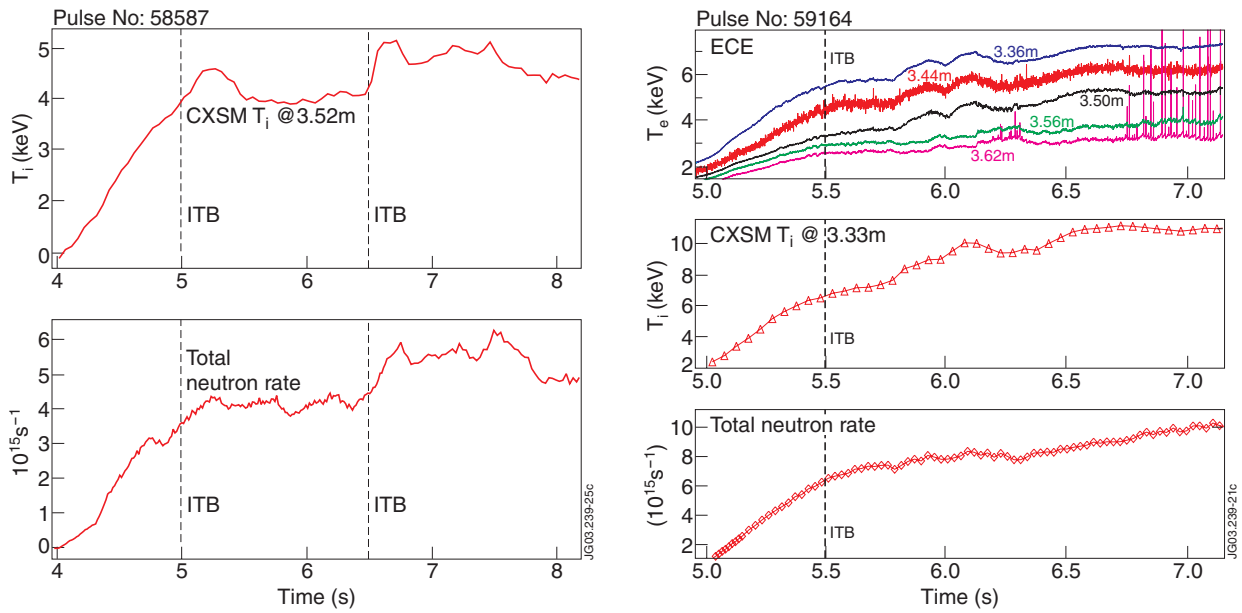 Pulse No: 58587
5
4
3
2
1
0
T_i (keV)
CXSM T_i @3.52m
ITB
ITB
4
5
6
7
8
6
5
4
3
2
1
0
10^15s^−1
Total
neutron rate
ITB
ITB
4
5
6
7
8
Time (s)
JG03.239-25c
Pulse No: 59164
ECE
ITB
3.36m
3.44m
3.50m
3.56m
3.62m
6
4
2
T_e (keV)
5.0
5.5
6.0
6.5
7.0
CXSM T_i @ 3.33m
10
8
6
4
2
T_i (keV)
ITB
5.0
5.5
6.0
6.5
7.0
Total neutron rate
10
8
6
4
2
(10^15s^−1)
ITB
5.0
5.5
6.0
6.5
7.0
Time (s)
JG03.239-21c